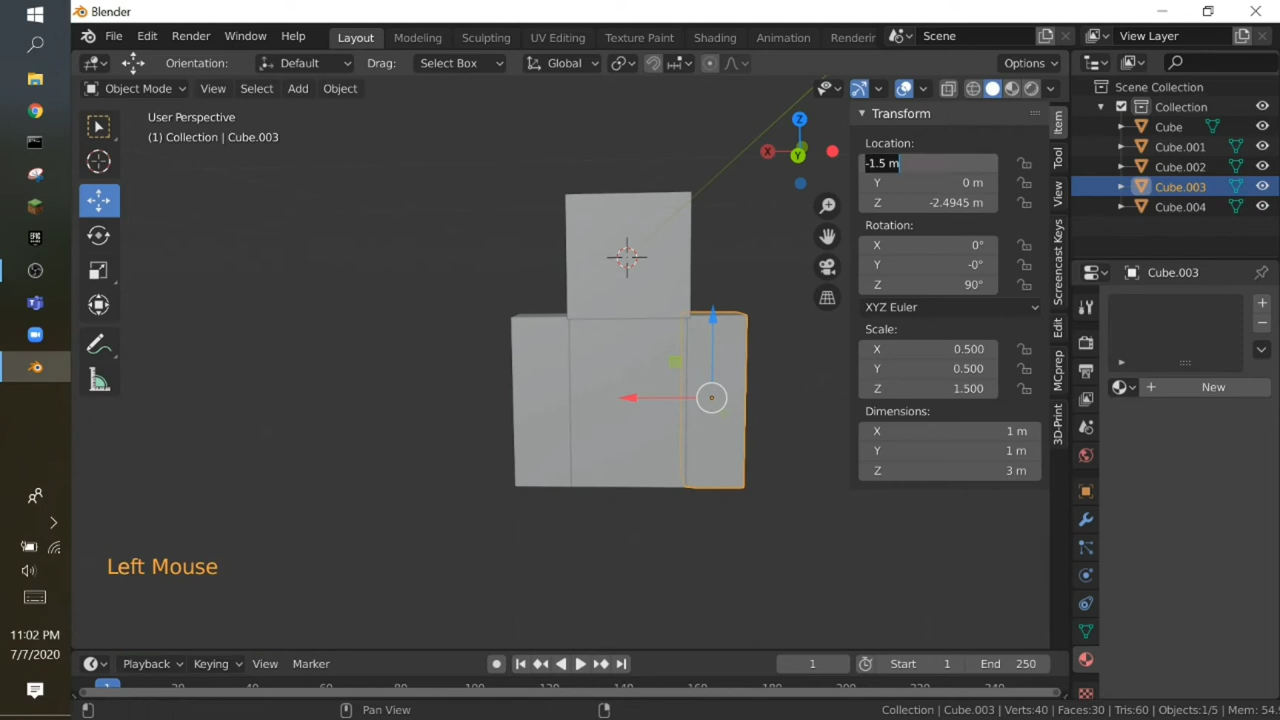 Blender
File Edit Render Window Help Layout Modeling Sculpting UV Editing Texture Paint Shading Animation Renderin Scene View Layer
Orientation: Default Drag: Select Box Global Options
Object Mode View Select Add Object
User Perspective
(1) Collection | Cube.003
Z
X
Y
Transform
Location:
-1.5 m
Y 0 m
Z -2.4945 m
Rotation:
X 0°
Y -0°
Z 90°
XYZ Euler
Scale:
X 0.500
Y 0.500
Z 1.500
Dimensions:
X 1 m
Y 1 m
Z 3 m
Item
Tool
View
Screencast Keys
Edit
MCprep
3D-Print
Scene Collection
Collection
Cube
Cube.001
Cube.002
Cube.003
Cube.004
Cube.003
New
Left Mouse
11:02 PM
7/7/2020
Playback Keying View Marker 1 Start 1 End 250
1
Pan View
Collection | Cube.003 | Verts:40 | Faces:30 | Tris:60 | Objects:1/5 | Mem: 54.